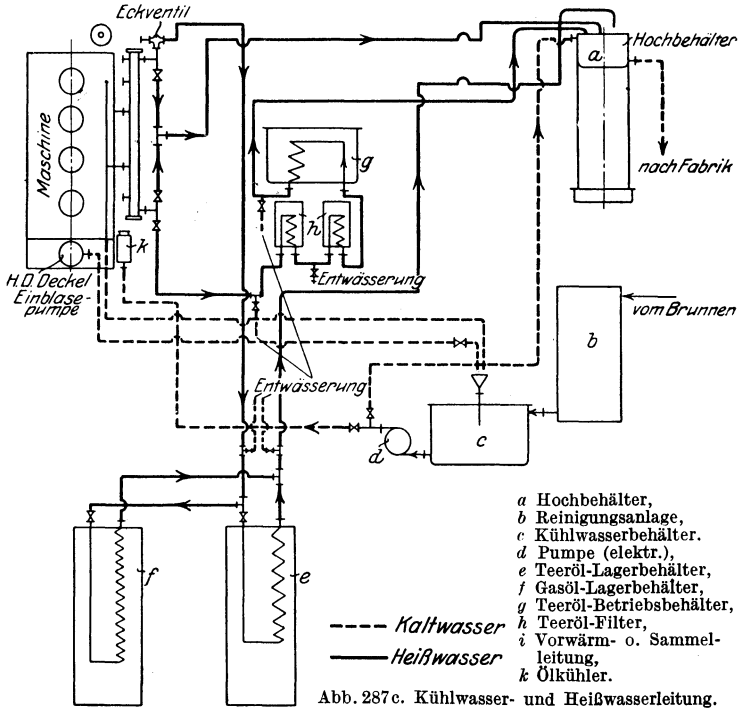 Eckventil
Maschine
a
Hochbehälter
nach Fabrik
g
h
k
H.D. Deckel
Einblase-
pumpe
Entwässerung
vom Brunnen
b
Entwässerung
c
d
f
e
Kaltwasser
Heißwasser
a Hochbehälter,
b Reinigungsanlage,
c Kühlwasserbehälter.
d Pumpe (elektr.),
e Teeröl-Lagerbehälter,
f Gasöl-Lagerbehälter,
g Teeröl-Betriebsbehälter,
h Teeröl-Filter,
i Vorwärm- o. Sammel-
leitung,
k Ölkühler.
Abb. 287c. Kühlwasser- und Heißwasserleitung.